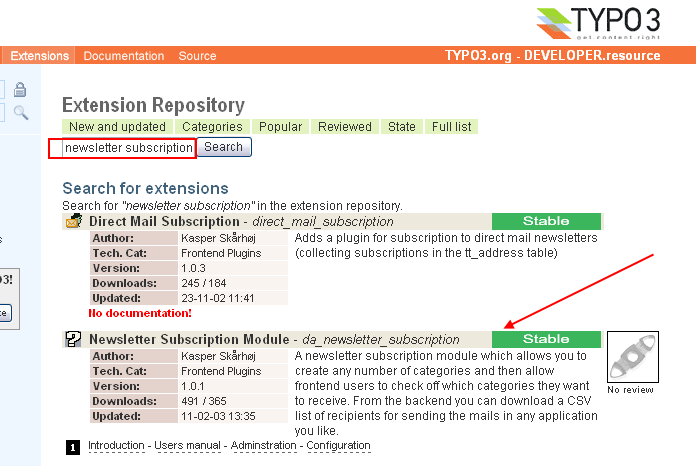 TYPO3
get.content.right
Extensions Documentation Source
TYPO3.org - DEVELOPER.resource
Extension Repository
New and updated Categories Popular Reviewed State Full list
newsletter subscription Search
Search for extensions
Search for "newsletter subscription" in the extension repository.
Direct Mail Subscription - direct_mail_subscription Stable
Author: Kasper Skårhøj
Tech. Cat: Frontend Plugins
Version: 1.0.3
Downloads: 245 / 184
Updated: 23-11-02 11:41
Adds a plugin for subscription to direct mail newsletters
(collecting subscriptions in the tt_address table)
No documentation!
Newsletter Subscription Module - da_newsletter_subscription Stable
Author: Kasper Skårhøj
Tech. Cat: Frontend Plugins
Version: 1.0.1
Downloads: 491 / 365
Updated: 11-02-03 13:35
A newsletter subscription module which allows you to
create any number of categories and then allow
frontend users to check off which categories they want
to receive. From the backend you can download a CSV
list of recipients for sending the mails in any application
you like.
No review
1 Introduction - Users manual - Adminstration - Configuration